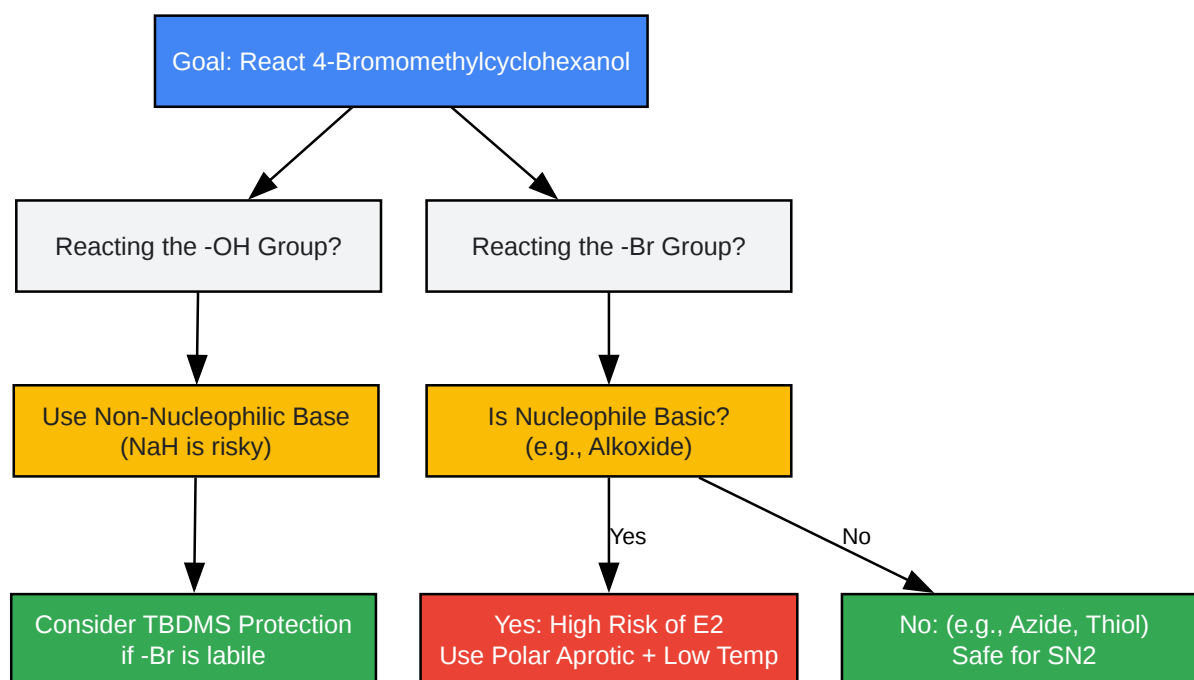 Goal: React 4-Bromomethylcyclohexanol
Reacting the -OH Group?
Reacting the -Br Group?
Use Non-Nucleophilic Base
(NaH is risky)
Is Nucleophile Basic?
(e.g., Alkoxide)
Yes
No
Consider TBDMS Protection
if -Br is labile
Yes: High Risk of E2
Use Polar Aprotic + Low Temp
No: (e.g., Azide, Thiol)
Safe for SN2